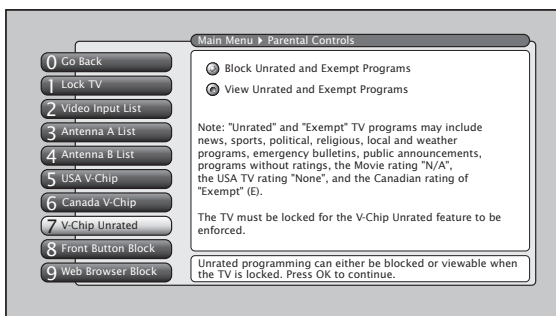 Main Menu ▸ Parental Controls
0 Go Back
1 Lock TV
2 Video Input List
3 Antenna A List
4 Antenna B List
5 USA V-Chip
6 Canada V-Chip
7 V-Chip Unrated
8 Front Button Block
9 Web Browser Block
Block Unrated and Exempt Programs
View Unrated and Exempt Programs
Note: "Unrated" and "Exempt" TV programs may include
news, sports, political, religious, local and weather
programs, emergency bulletins, public announcements,
programs without ratings, the Movie rating "N/A",
the USA TV rating "None", and the Canadian rating of
"Exempt" (E).
The TV must be locked for the V-Chip Unrated feature to be
enforced.
Unrated programming can either be blocked or viewable when
the TV is locked. Press OK to continue.